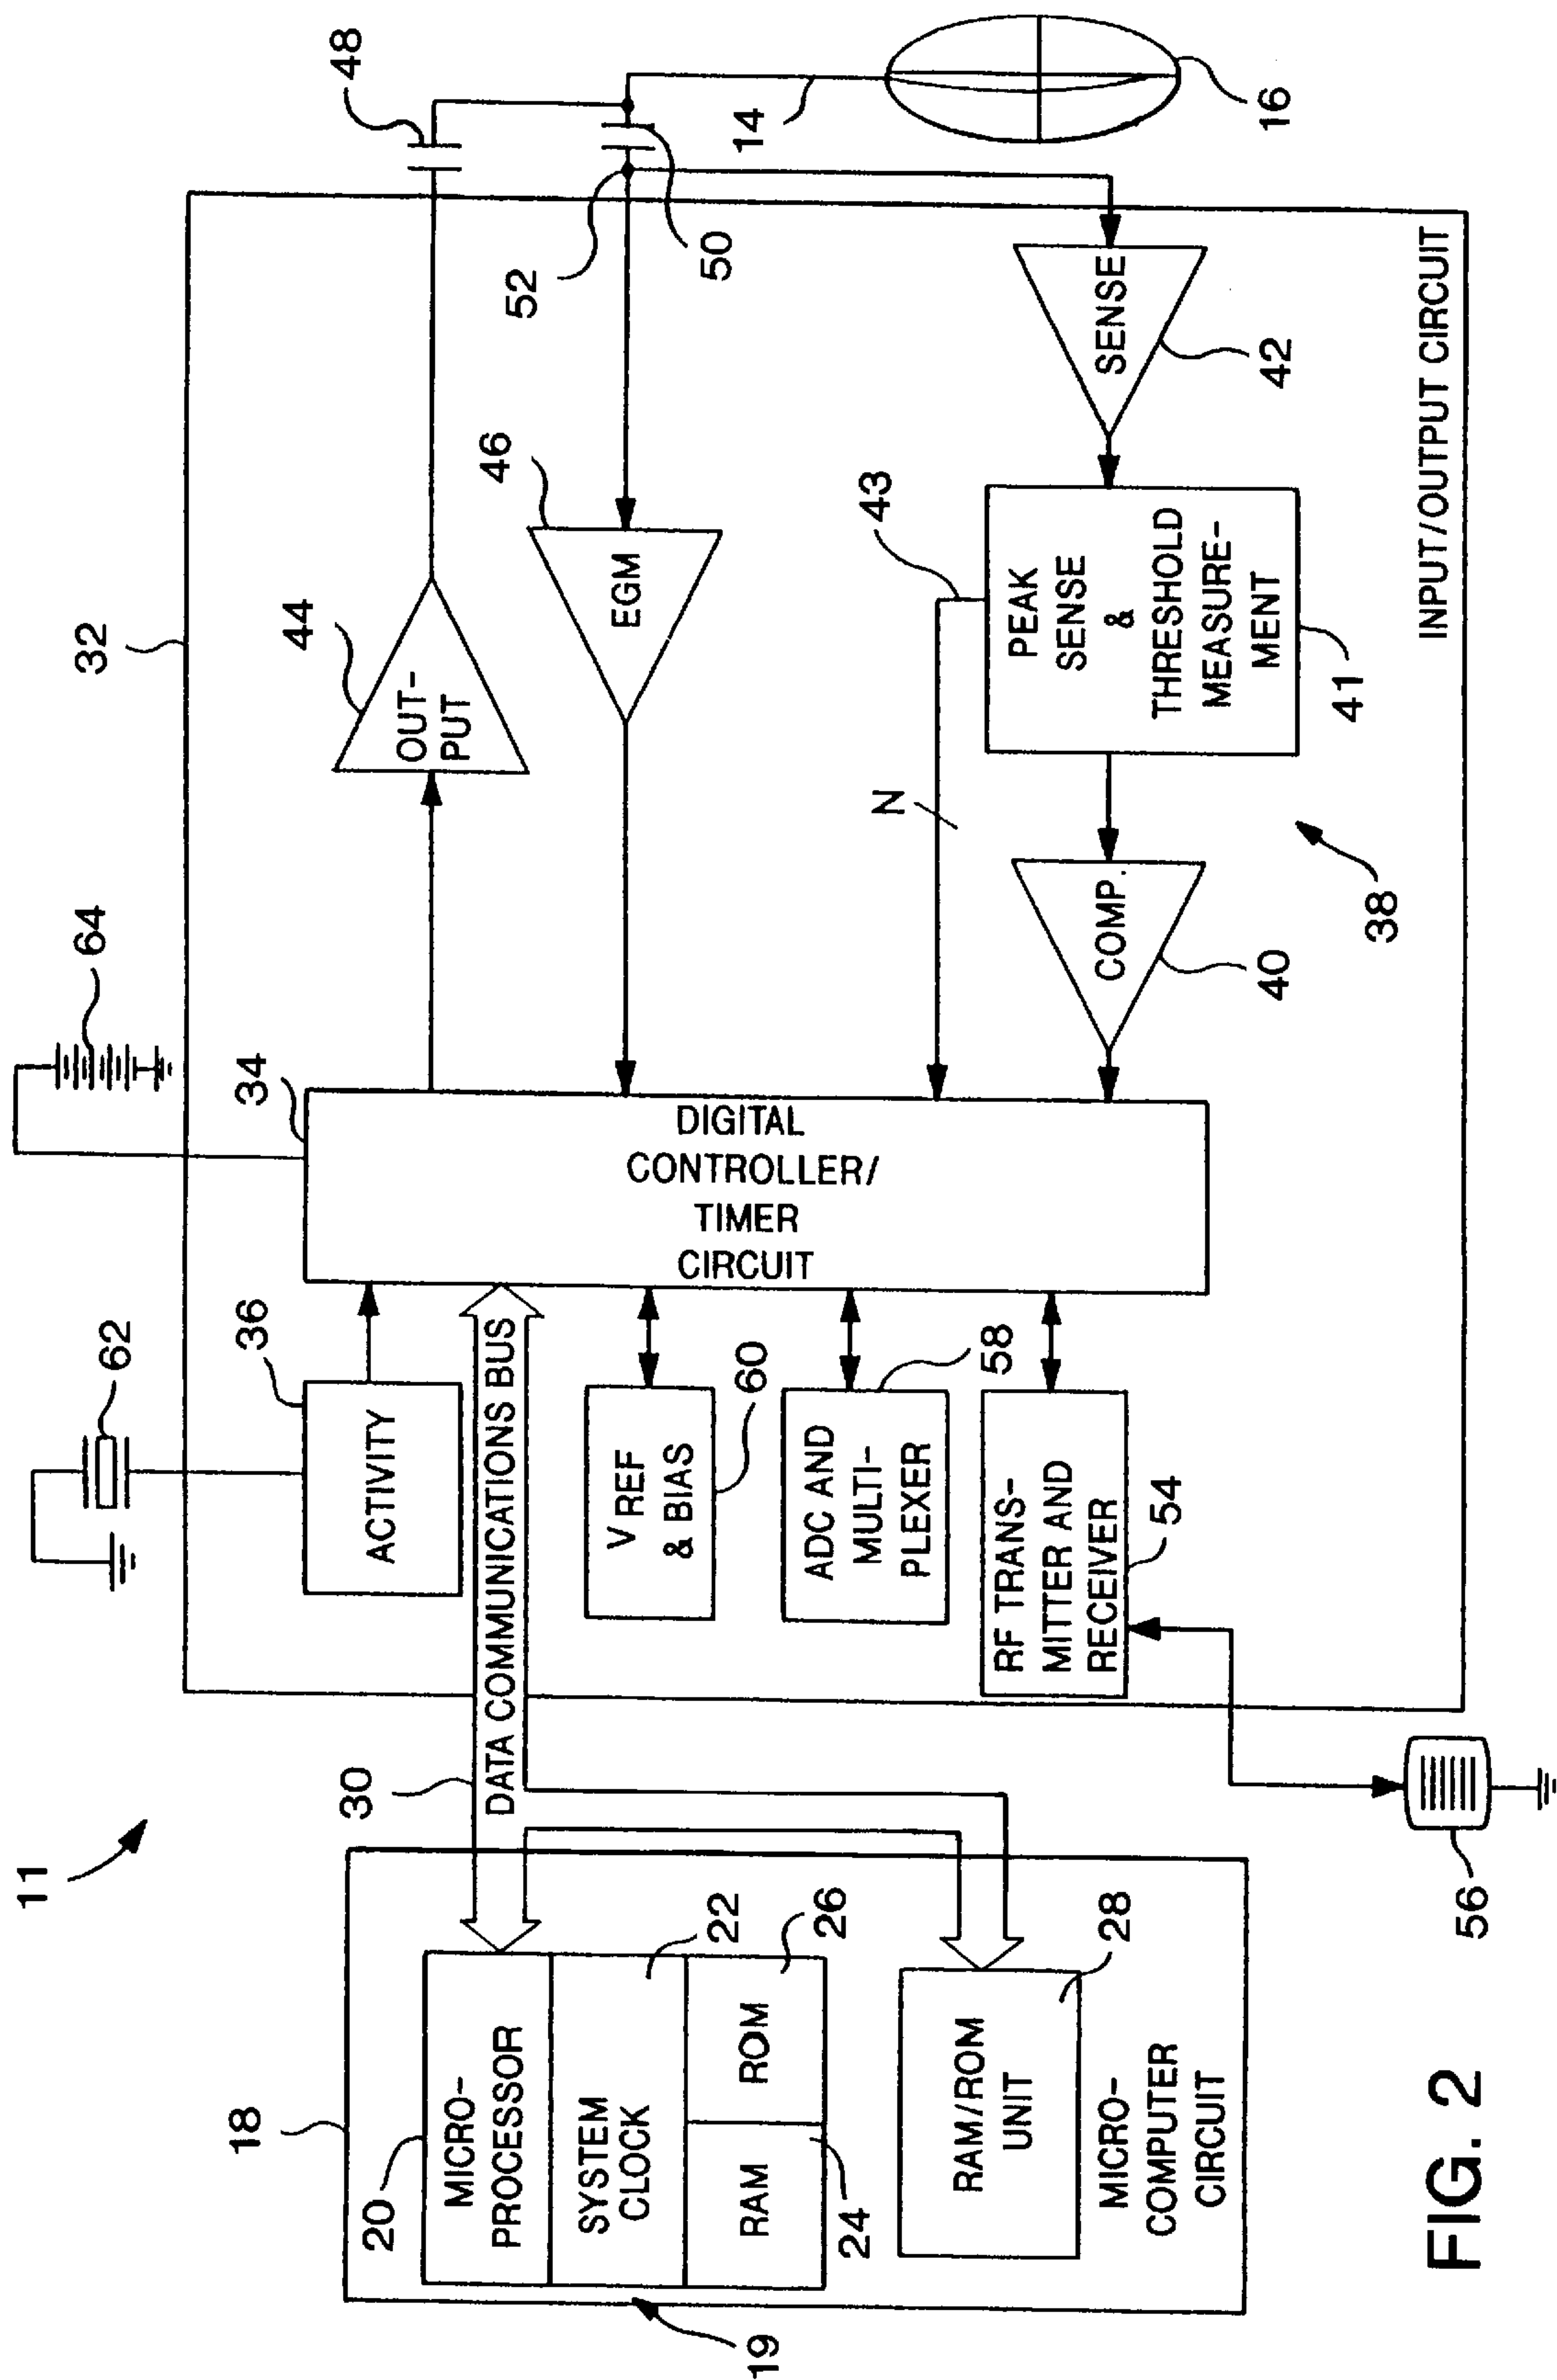 11
18
20
MICRO-
PROCESSOR
SYSTEM
CLOCK
22
RAM
ROM
24
26
19
RAM/ROM
UNIT
28
MICRO-
COMPUTER
CIRCUIT
30
DATA COMMUNICATIONS BUS
62
36
ACTIVITY
V REF
& BIAS
60
ADC AND
MULTI-
PLEXER
58
RF TRANS-
MITTER AND
RECEIVER
54
56
64
34
DIGITAL
CONTROLLER/
TIMER
CIRCUIT
32
44
OUT-
PUT
46
EGM
48
52
50
14
16
N
43
COMP.
40
PEAK
SENSE
&
THRESHOLD
MEASURE-
MENT
41
SENSE
42
38
INPUT/OUTPUT CIRCUIT
FIG. 2